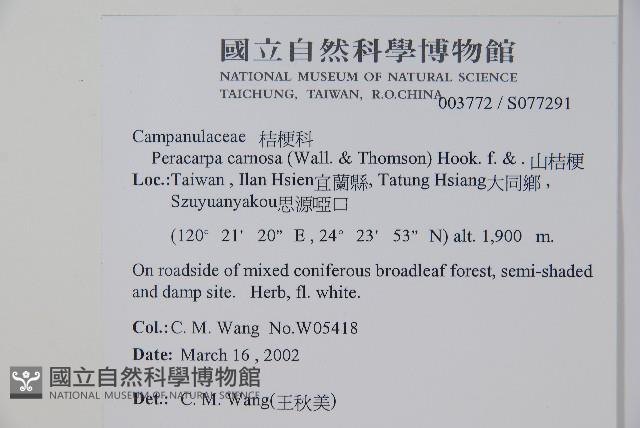 國立自然科學博物館
NATIONAL MUSEUM OF NATURAL SCIENCE
TAICHUNG, TAIWAN, R.O.CHINA
003772 / S077291
Campanulaceae 桔梗科
Peracarpa carnosa (Wall. & Thomson) Hook. f. & . 山桔梗
Loc.:Taiwan , Ilan Hsien宜蘭縣, Tatung Hsiang大同鄉 ,
Szuyuanyakou思源啞口
(120° 21' 20” E , 24° 23' 53” N) alt. 1,900 m.
On roadside of mixed coniferous broadleaf forest, semi-shaded
and damp site. Herb, fl. white.
Col.: C. M. Wang No.W05418
Date: March 16 , 2002
國立自然科學博物館
NATIONAL MUSEUM OF NATURAL SCIENCE
Det.: C. M. Wang(王秋美)